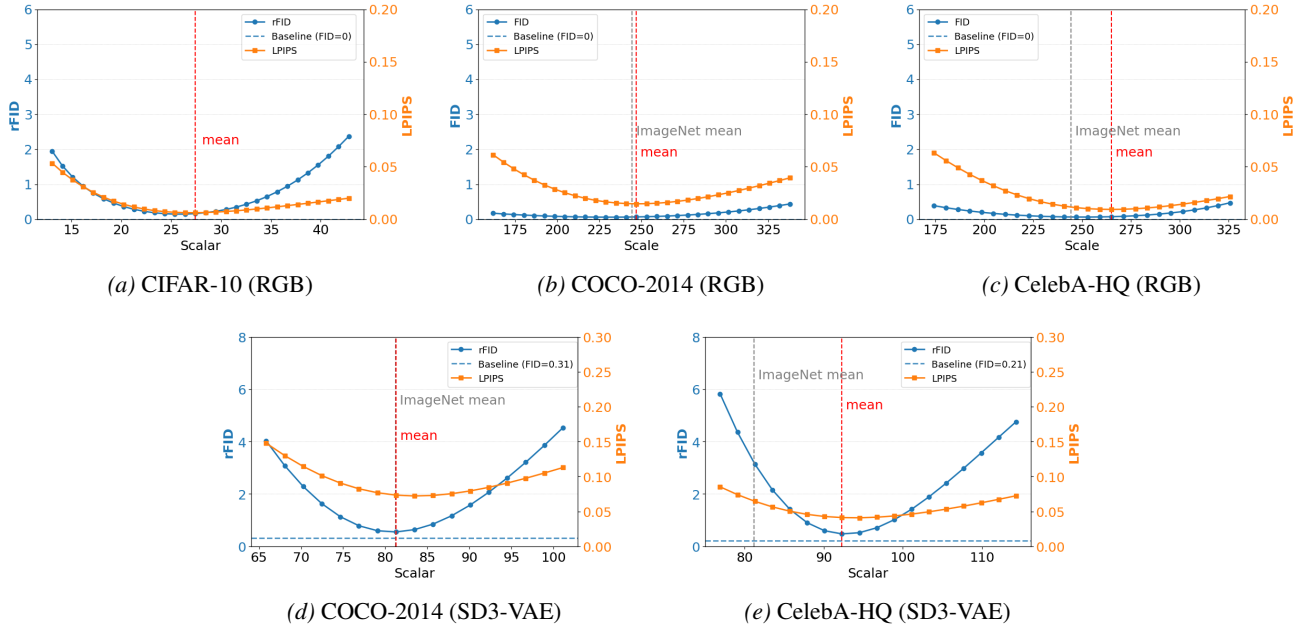 6
5
4
3
2
1
0
rFID
0.20
0.15
0.10
0.05
0.00
LPIPS
rFID
Baseline (FID=0)
LPIPS
mean
15 20 25 30 35 40
Scalar
(a) CIFAR-10 (RGB)
6
5
4
3
2
1
0
FID
0.20
0.15
0.10
0.05
0.00
LPIPS
FID
Baseline (FID=0)
LPIPS
ImageNet mean
mean
175 200 225 250 275 300 325
Scale
(b) COCO-2014 (RGB)
6
5
4
3
2
1
0
FID
0.20
0.15
0.10
0.05
0.00
LPIPS
FID
Baseline (FID=0)
LPIPS
ImageNet mean
mean
175 200 225 250 275 300 325
Scale
(c) CelebA-HQ (RGB)
8
6
4
2
0
rFID
0.30
0.25
0.20
0.15
0.10
0.05
0.00
LPIPS
rFID
Baseline (FID=0.31)
LPIPS
ImageNet mean
mean
65 70 75 80 85 90 95 100
Scalar
(d) COCO-2014 (SD3-VAE)
8
6
4
2
0
rFID
0.30
0.25
0.20
0.15
0.10
0.05
0.00
LPIPS
rFID
Baseline (FID=0.21)
LPIPS
ImageNet mean
mean
80 90 100 110
Scalar
(e) CelebA-HQ (SD3-VAE)